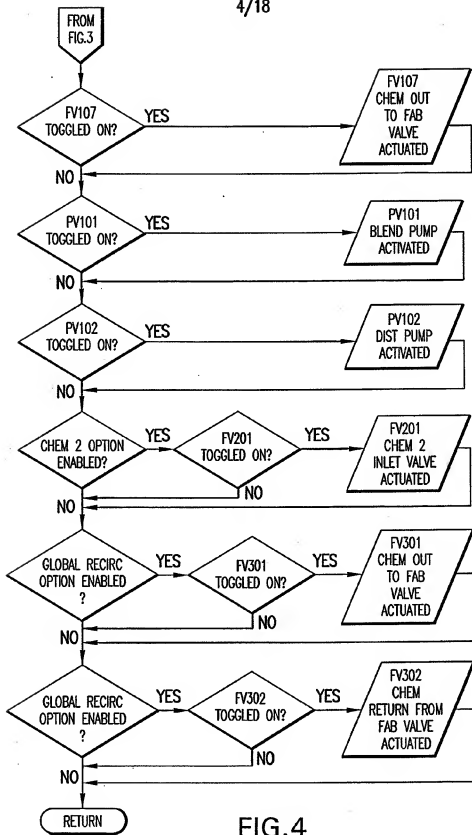 4/18
FROM
FIG.3
FV107
TOGGLED ON?
YES
FV107
CHEM OUT
TO FAB
VALVE
ACTUATED
NO
PV101
TOGGLED ON?
YES
PV101
BLEND PUMP
ACTIVATED
NO
PV102
TOGGLED ON?
YES
PV102
DIST PUMP
ACTIVATED
NO
CHEM 2 OPTION
ENABLED?
YES
FV201
TOGGLED ON?
YES
FV201
CHEM 2
INLET VALVE
ACTUATED
NO
NO
GLOBAL RECIRC
OPTION ENABLED
?
YES
FV301
TOGGLED ON?
YES
FV301
CHEM OUT
TO FAB
VALVE
ACTUATED
NO
NO
GLOBAL RECIRC
OPTION ENABLED
?
YES
FV302
TOGGLED ON?
YES
FV302
CHEM
RETURN FROM
FAB VALVE
ACTUATED
NO
NO
RETURN
FIG.4